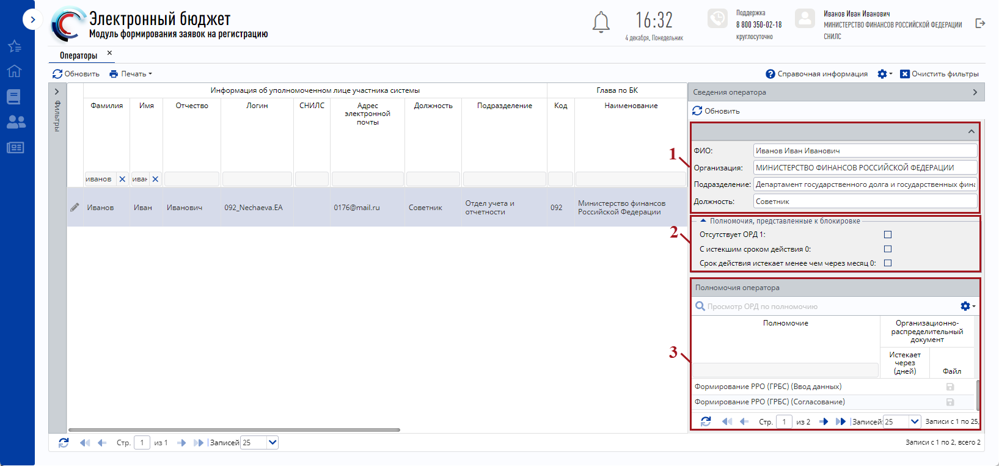 Электронный бюджет
Модуль формирования заявок на регистрацию
16:32
4 декабря, Понедельник
Поддержка
8 800 350-02-18
круглосуточно
Иванов Иван Иванович
МИНИСТЕРСТВО ФИНАНСОВ РОССИЙСКОЙ ФЕДЕРАЦИИ
СНИЛС
Операторы
Обновить Печать
Справочная информация Очистить фильтры
Фильтры
Информация об уполномоченном лице участника системы Глава по БК
Фамилия Имя Отчество Логин СНИЛС Адрес электронной почты Должность Подразделение Код Наименование
иванов иван
Иванов Иван Иванович 092_Nechaeva.EA 0176@mail.ru Советник Отдел учета и отчетности 092 Министерство финансов Российской Федерации
Стр. 1 из 1 Записей 25
Записи с 1 по 2, всего 2
Сведения оператора
Обновить
1
ФИО: Иванов Иван Иванович
Организация: МИНИСТЕРСТВО ФИНАНСОВ РОССИЙСКОЙ ФЕДЕРАЦИИ
Подразделение: Департамент государственного долга и государственных фина
Должность: Советник
2
Полномочия, представленные к блокировке
Отсутствует ОРД 1:
С истекшим сроком действия 0:
Срок действия истекает менее чем через месяц 0:
3
Полномочия оператора
Просмотр ОРД по полномочию
Полномочие
Организационно-
распределительный
документ
Истекает
через
(дней)
Файл
Формирование РРО (ГРБС) (Ввод данных)
Формирование РРО (ГРБС) (Согласование)
Стр. 1 из 2 Записей: 25 Записи с 1 по 25,